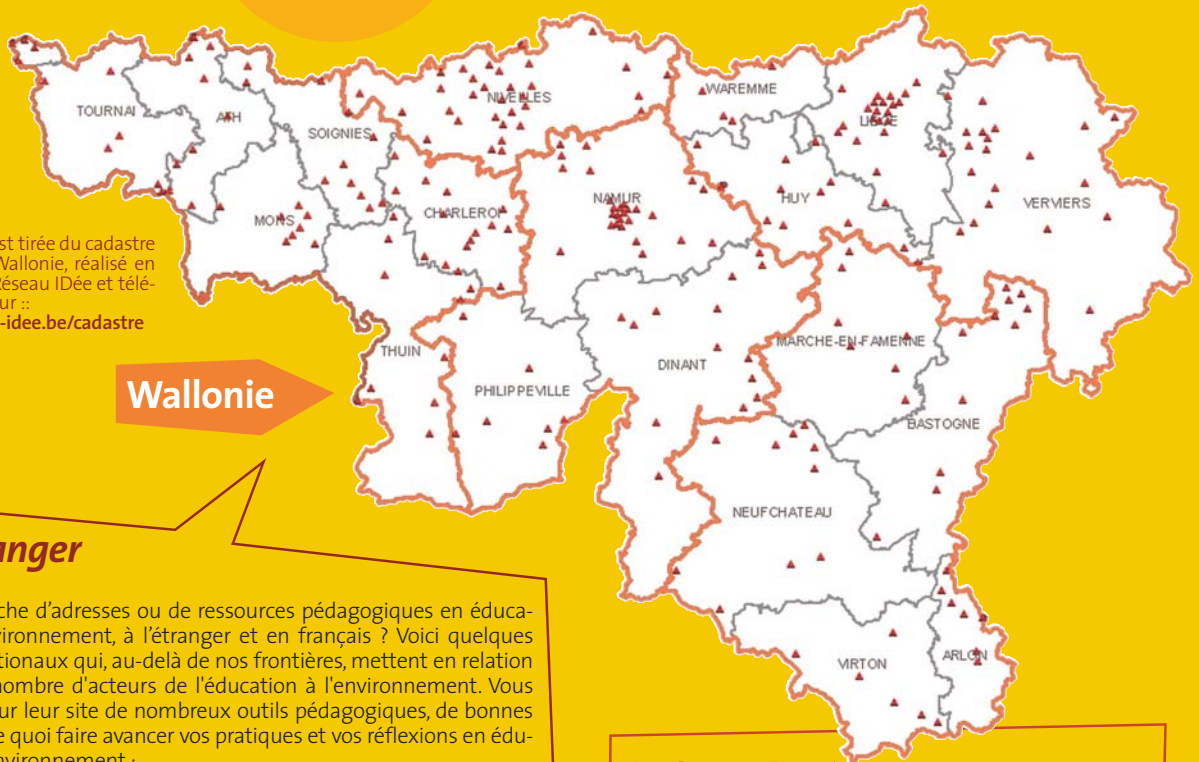 TOURNAI
ATH
SOIGNIES
NIVELLES
WAREMME
LIEGE
MONS
CHARLEROI
NAMUR
HUY
VERVIERS
st tirée du cadastre
Wallonie, réalisé en
Réseau IDée et télé-
ur ::
-idee.be/cadastre
THUIN
PHILIPPEVILLE
DINANT
MARCHE-EN-FAMENNE
BASTOGNE
NEUFCHATEAU
VIRTON
ARLON
Wallonie
anger
che d'adresses ou de ressources pédagogiques en éduca-
vironnement, à l'étranger et en français ? Voici quelques
tionaux qui, au-delà de nos frontières, mettent en relation
nombre d'acteurs de l'éducation à l'environnement. Vous
ur leur site de nombreux outils pédagogiques, de bonnes
e quoi faire avancer vos pratiques et vos réflexions en édu-
nvironnement :